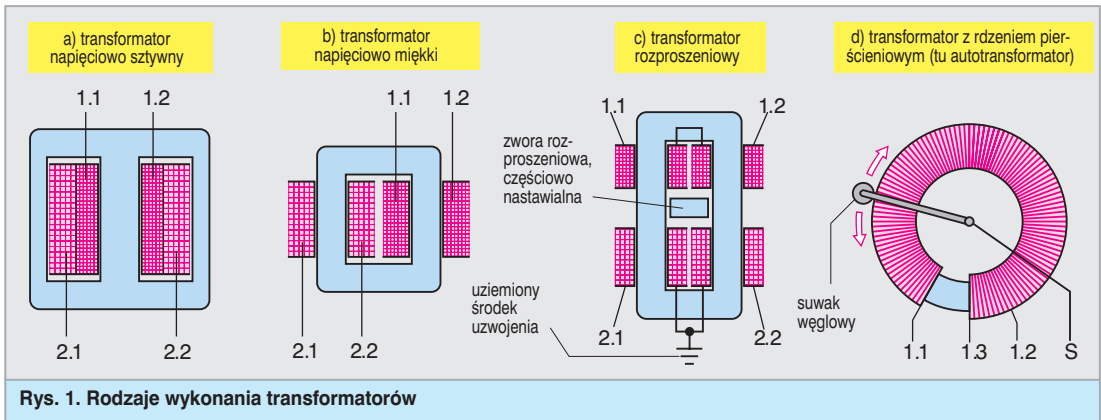 a) transformator
napięciowo sztywny
1.1 1.2
2.1 2.2
b) transformator
napięciowo miękki
1.1 1.2
2.1 2.2
c) transformator
rozproszeniowy
1.1 1.2
zwora roz-
proszeniowa,
częściowo
nastawialna
uziemiony
środek
uzwojenia
2.1 2.2
d) transformator z rdzeniem pier-
ścieniowym (tu autotransformator)
suwak
węglowy
1.1 1.3 1.2 S
Rys. 1. Rodzaje wykonania transformatorów